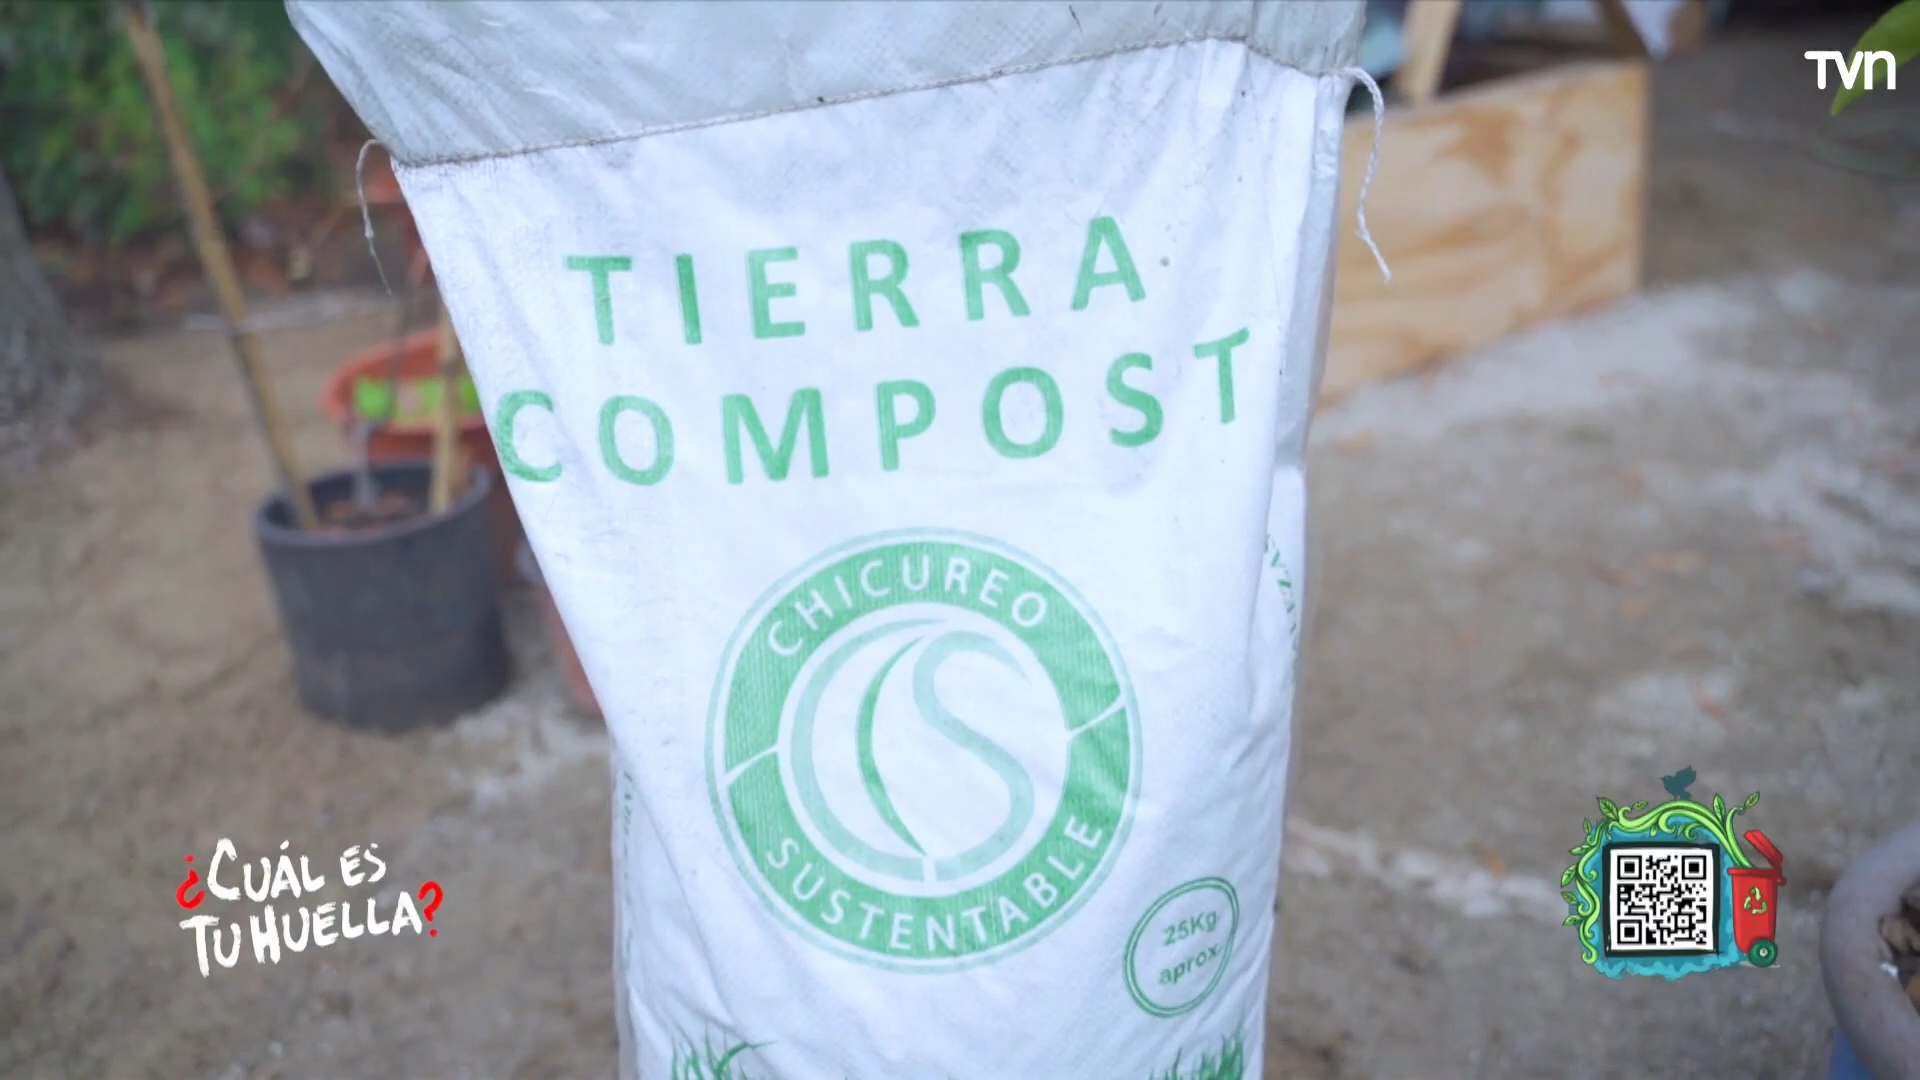 TVN
TIERRA
COMPOST
CHICUREO
SUSTENTABLE
25Kg.
aprox.
¿CUÁL ES
TU HUELLA?